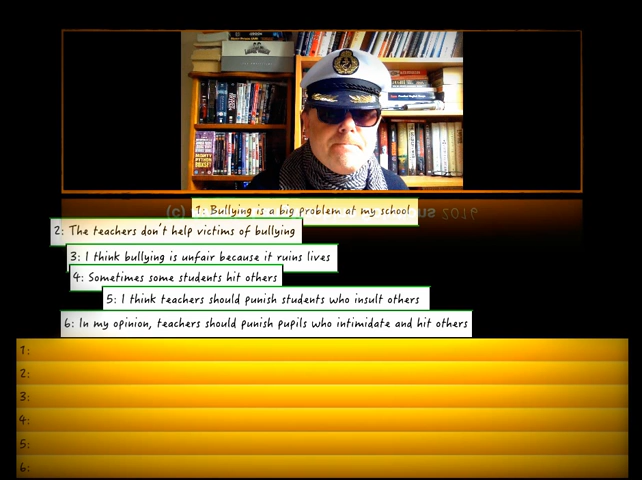 1: Bullying is a big problem at my school
2: The teachers don't help victims of bullying
3: I think bullying is unfair because it ruins lives
4: Sometimes some students hit others
5: I think teachers should punish students who insult others
6: In my opinion, teachers should punish pupils who intimidate and hit others
1:
2:
3:
4:
5:
6: